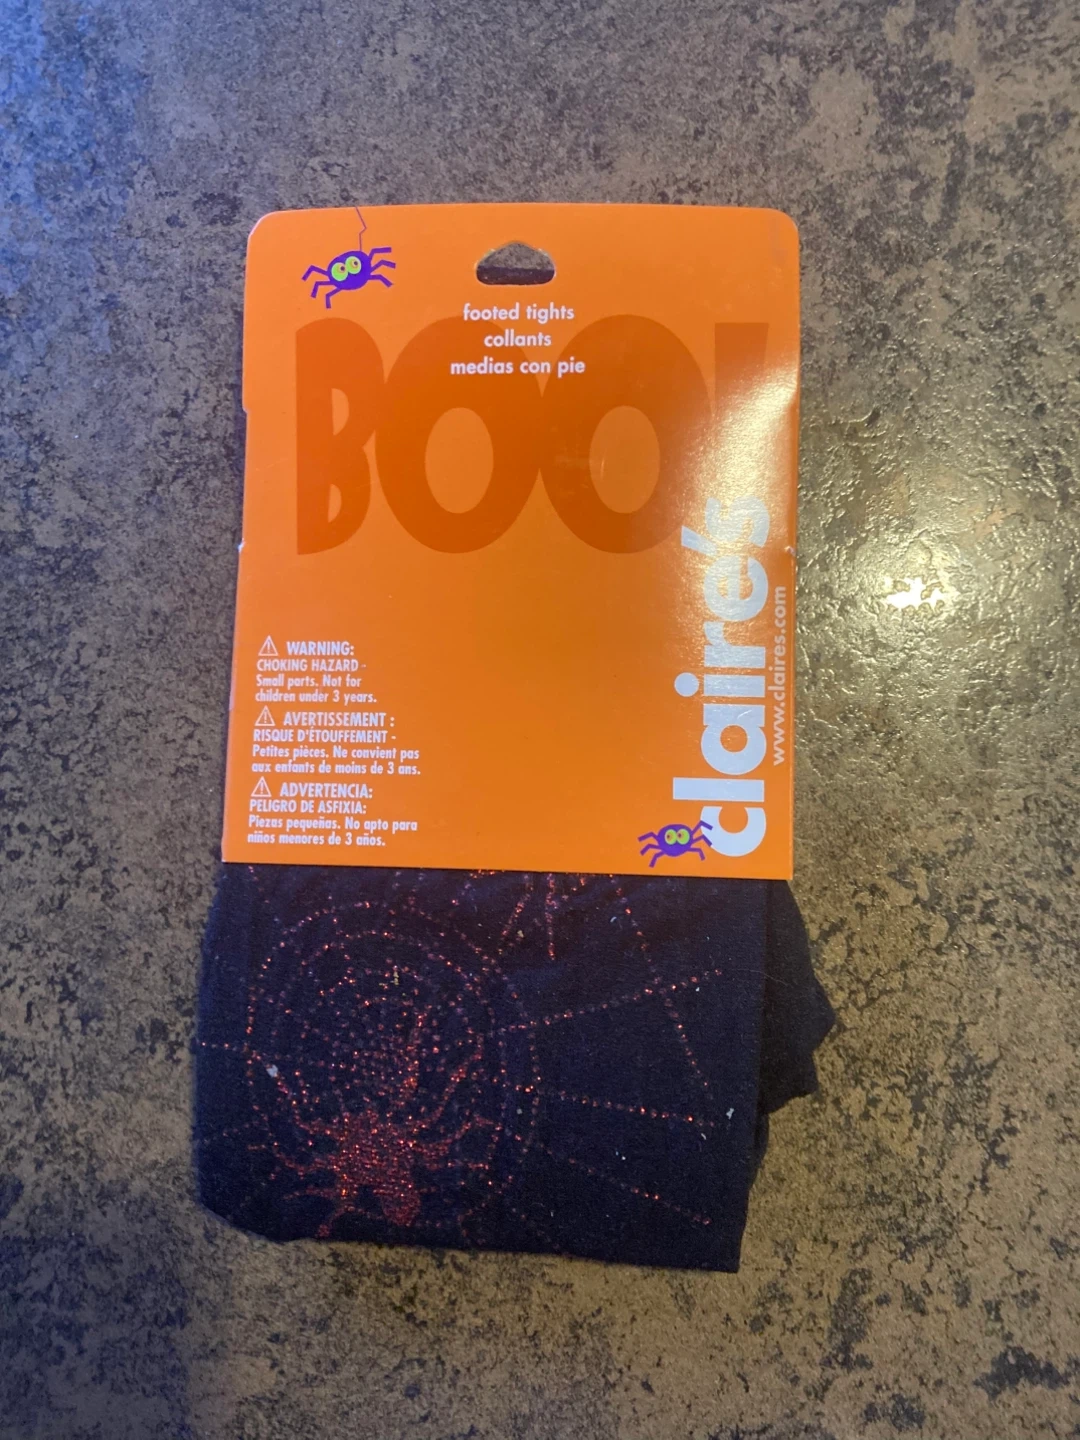 footed tights
collants
medias con pie
BOO!
WARNING:
CHOKING HAZARD -
Small parts. Not for
children under 3 years.
AVERTISSEMENT :
RISQUE D'ÉTOUFFEMENT -
Petites pièces. Ne convient pas
aux enfants de moins de 3 ans.
ADVERTENCIA:
PELIGRO DE ASFIXIA:
Piezas pequeñas. No apto para
niños menores de 3 años.
claire's
www.claires.com